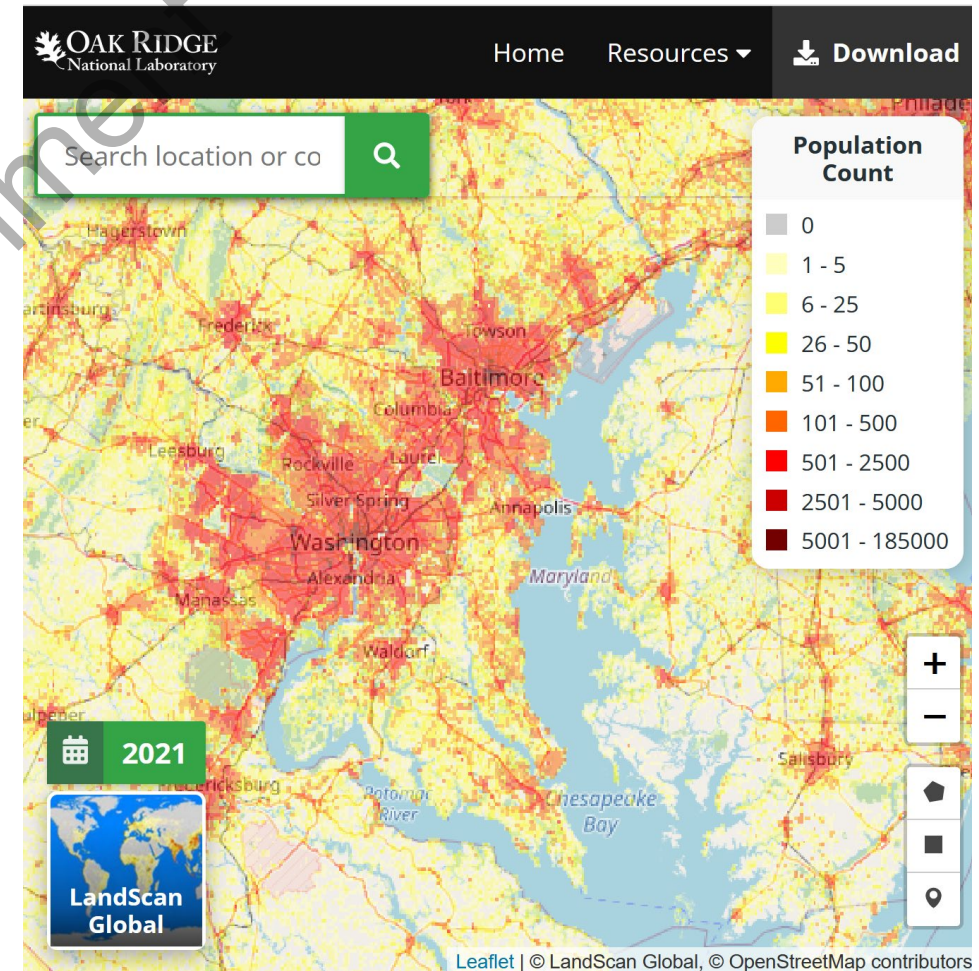 OAK RIDGE
National Laboratory
Home
Resources
Download
Search location or co
Population
Count
0
1 - 5
6 - 25
26 - 50
51 - 100
101 - 500
501 - 2500
2501 - 5000
5001 - 185000
Hagerstown
Frederick
Towson
Baltimore
Columbia
Leesburg
Rockville
Laurel
Silver Spring
Annapolis
Washington
Alexandria
Maryland
Manassas
Waldorf
Salisbury
2021
Potomac
River
Chesapeake
Bay
LandScan
Global
Leaflet | © LandScan Global, © OpenStreetMap contributors